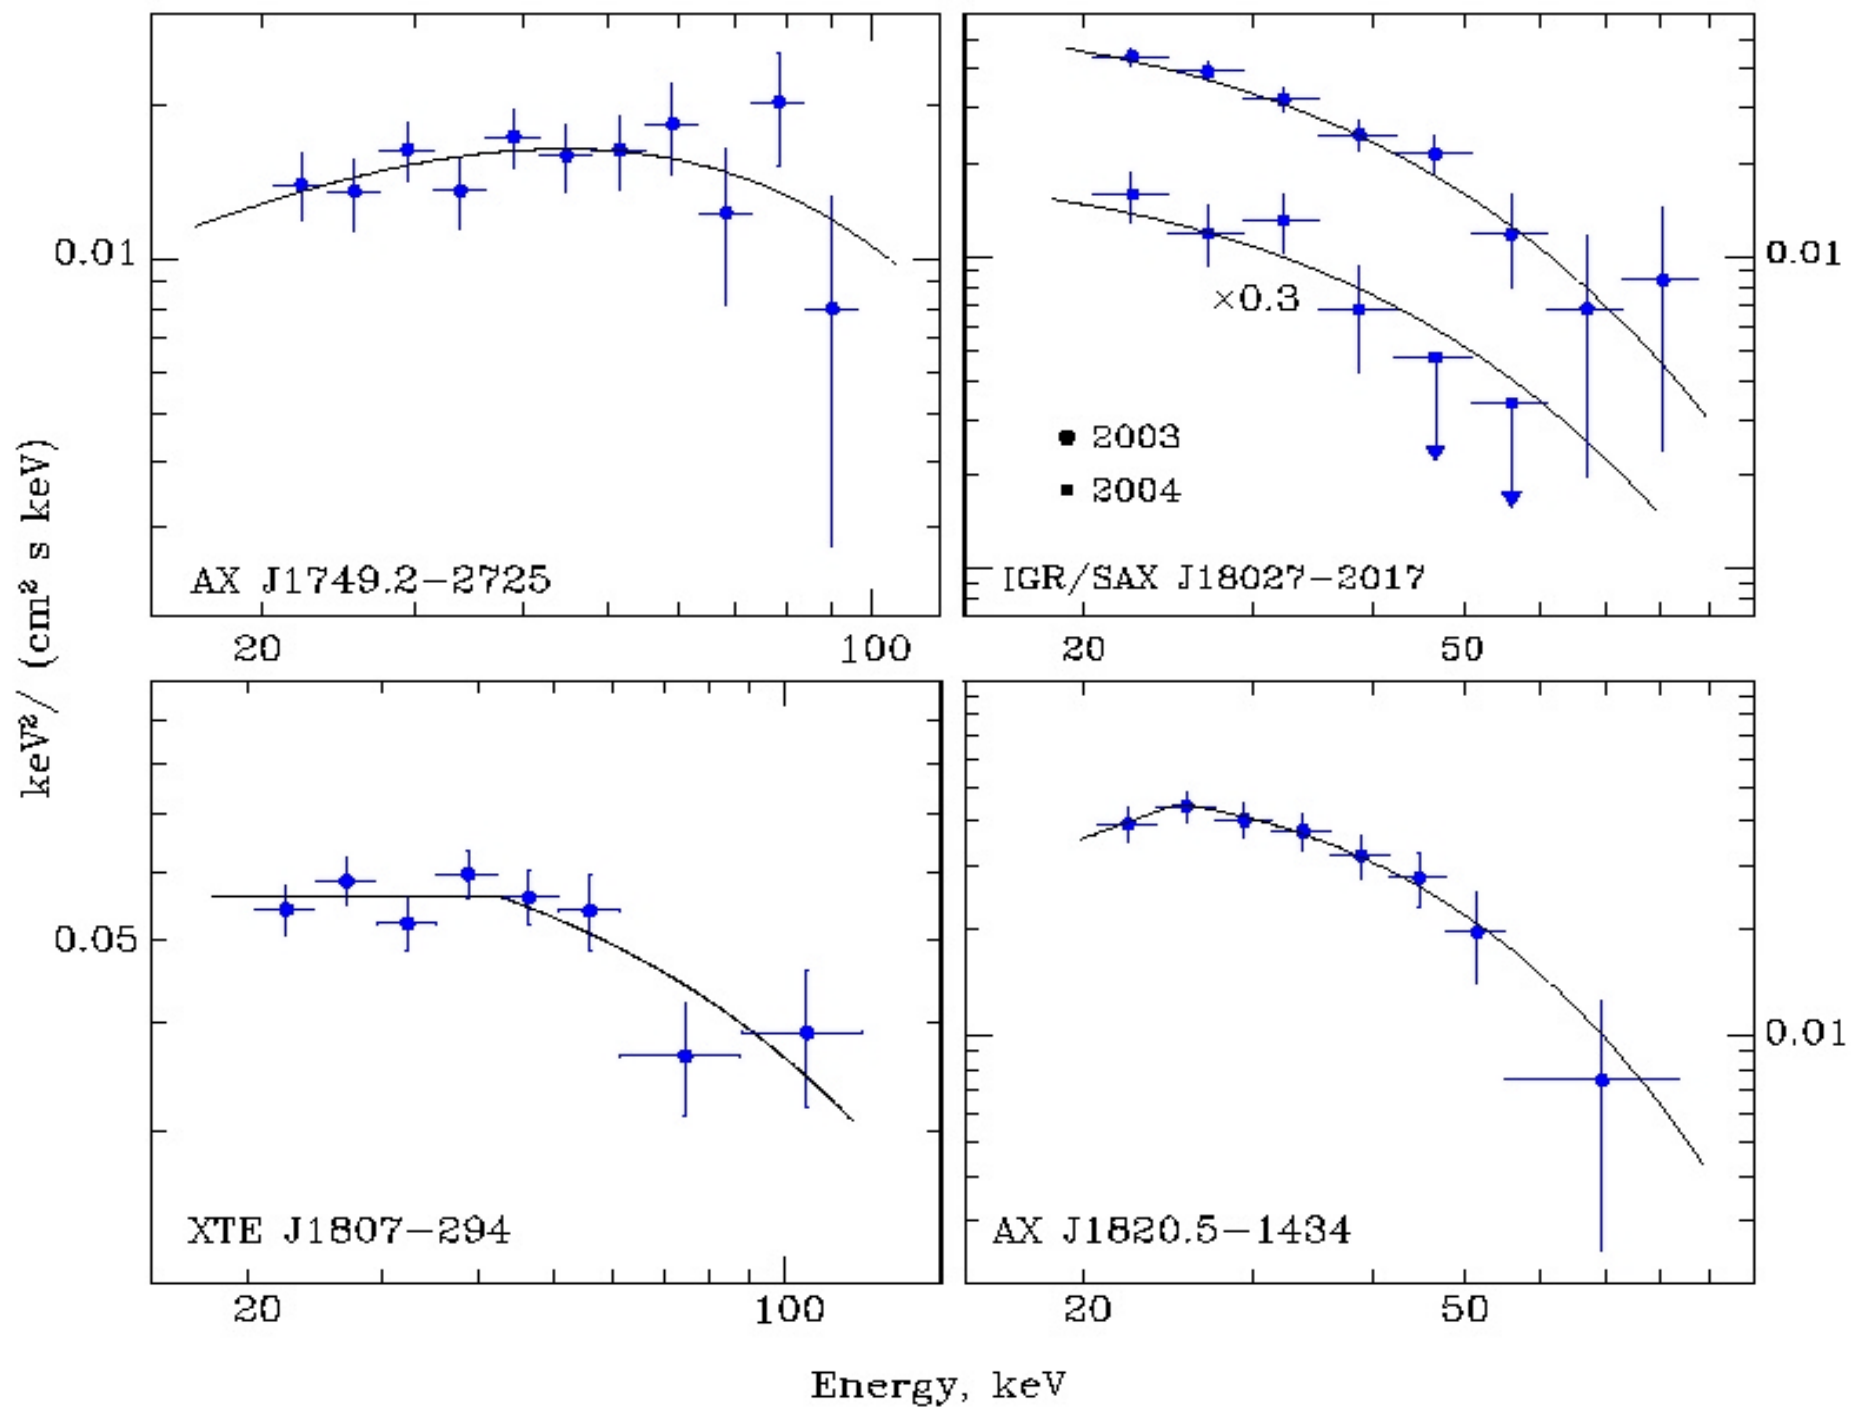 keV²/ (cm² s keV)
0.01
AX J1749.2−2725
20 100
×0.3
2003
2004
IGR/SAX J18027−2017
0.01
20 50
0.05
XTE J1807−294
20 100
AX J1820.5−1434
0.01
20 50
Energy, keV